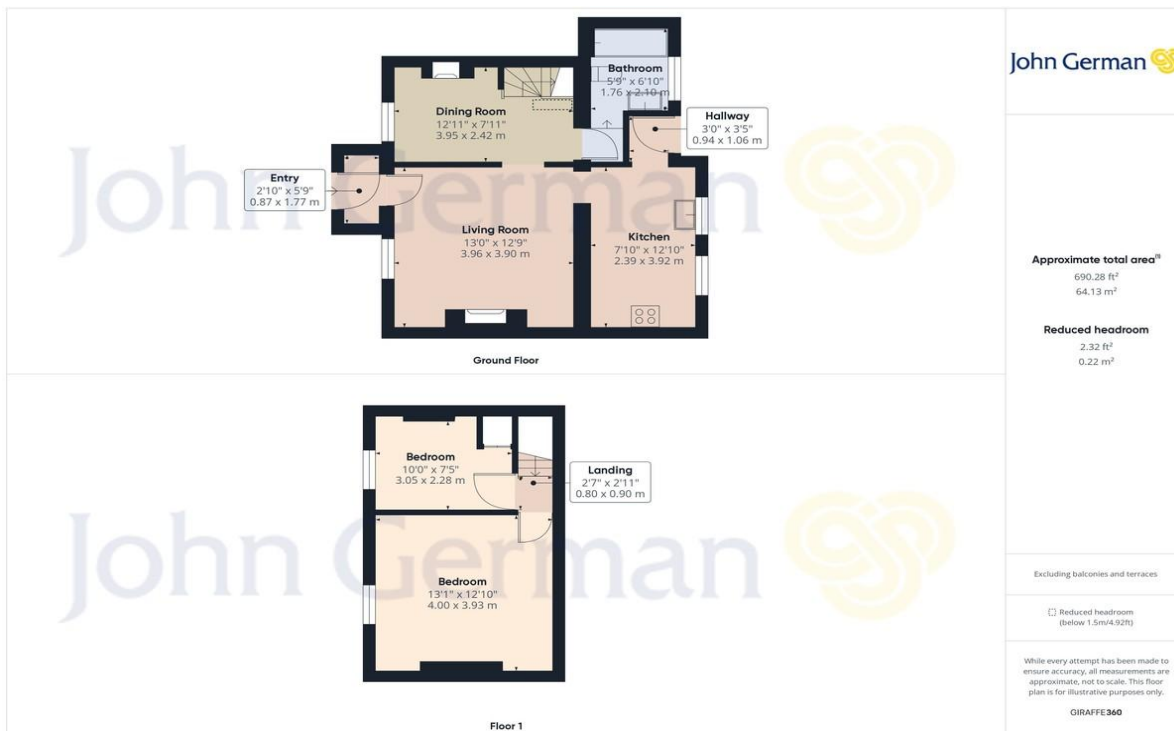 Bathroom
5'9" x 6'10"
1.76 x 2.10 m
Dining Room
12'11" x 7'11"
3.95 x 2.42 m
Hallway
3'0" x 3'5"
0.94 x 1.06 m
Entry
2'10" x 5'9"
0.87 x 1.77 m
Living Room
13'0" x 12'9"
3.96 x 3.90 m
Kitchen
7'10" x 12'10"
2.39 x 3.92 m
John German
Ground Floor
Bedroom
10'0" x 7'5"
3.05 x 2.28 m
Landing
2'7" x 2'11"
0.80 x 0.90 m
Bedroom
13'1" x 12'10"
4.00 x 3.93 m
John German
Floor 1
John German
Approximate total area⁽¹⁾
690.28 ft²
64.13 m²
Reduced headroom
2.32 ft²
0.22 m²
Excluding balconies and terraces
Reduced headroom
(below 1.5m/4.92ft)
While every attempt has been made to
ensure accuracy, all measurements are
approximate, not to scale. This floor
plan is for illustrative purposes only.
GIRAFFE360